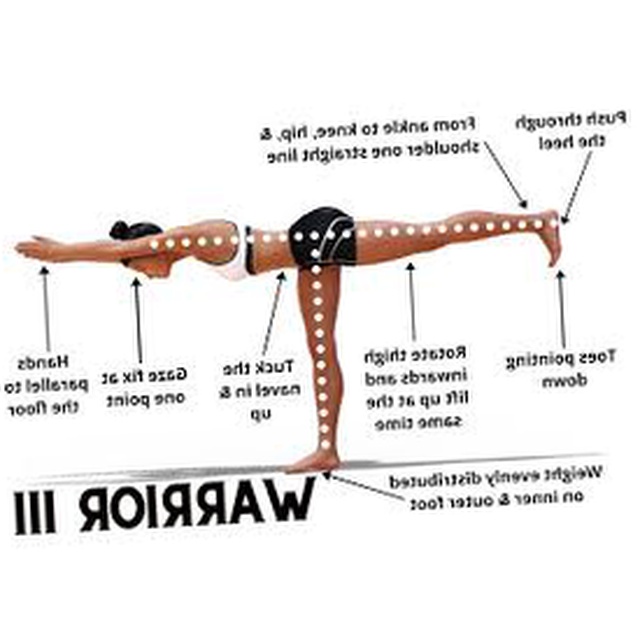 Push through
the heel
From ankle to knee, hip, &
shoulder one straight line
Toes pointing
down
Rotate thigh
inwards and
lift up at the
same time
Tuck the
navel in &
up
Gaze fix at
one point
Hands
parallel to
the floor
Weight evenly distributed
on inner & outer foot
WARRIOR III